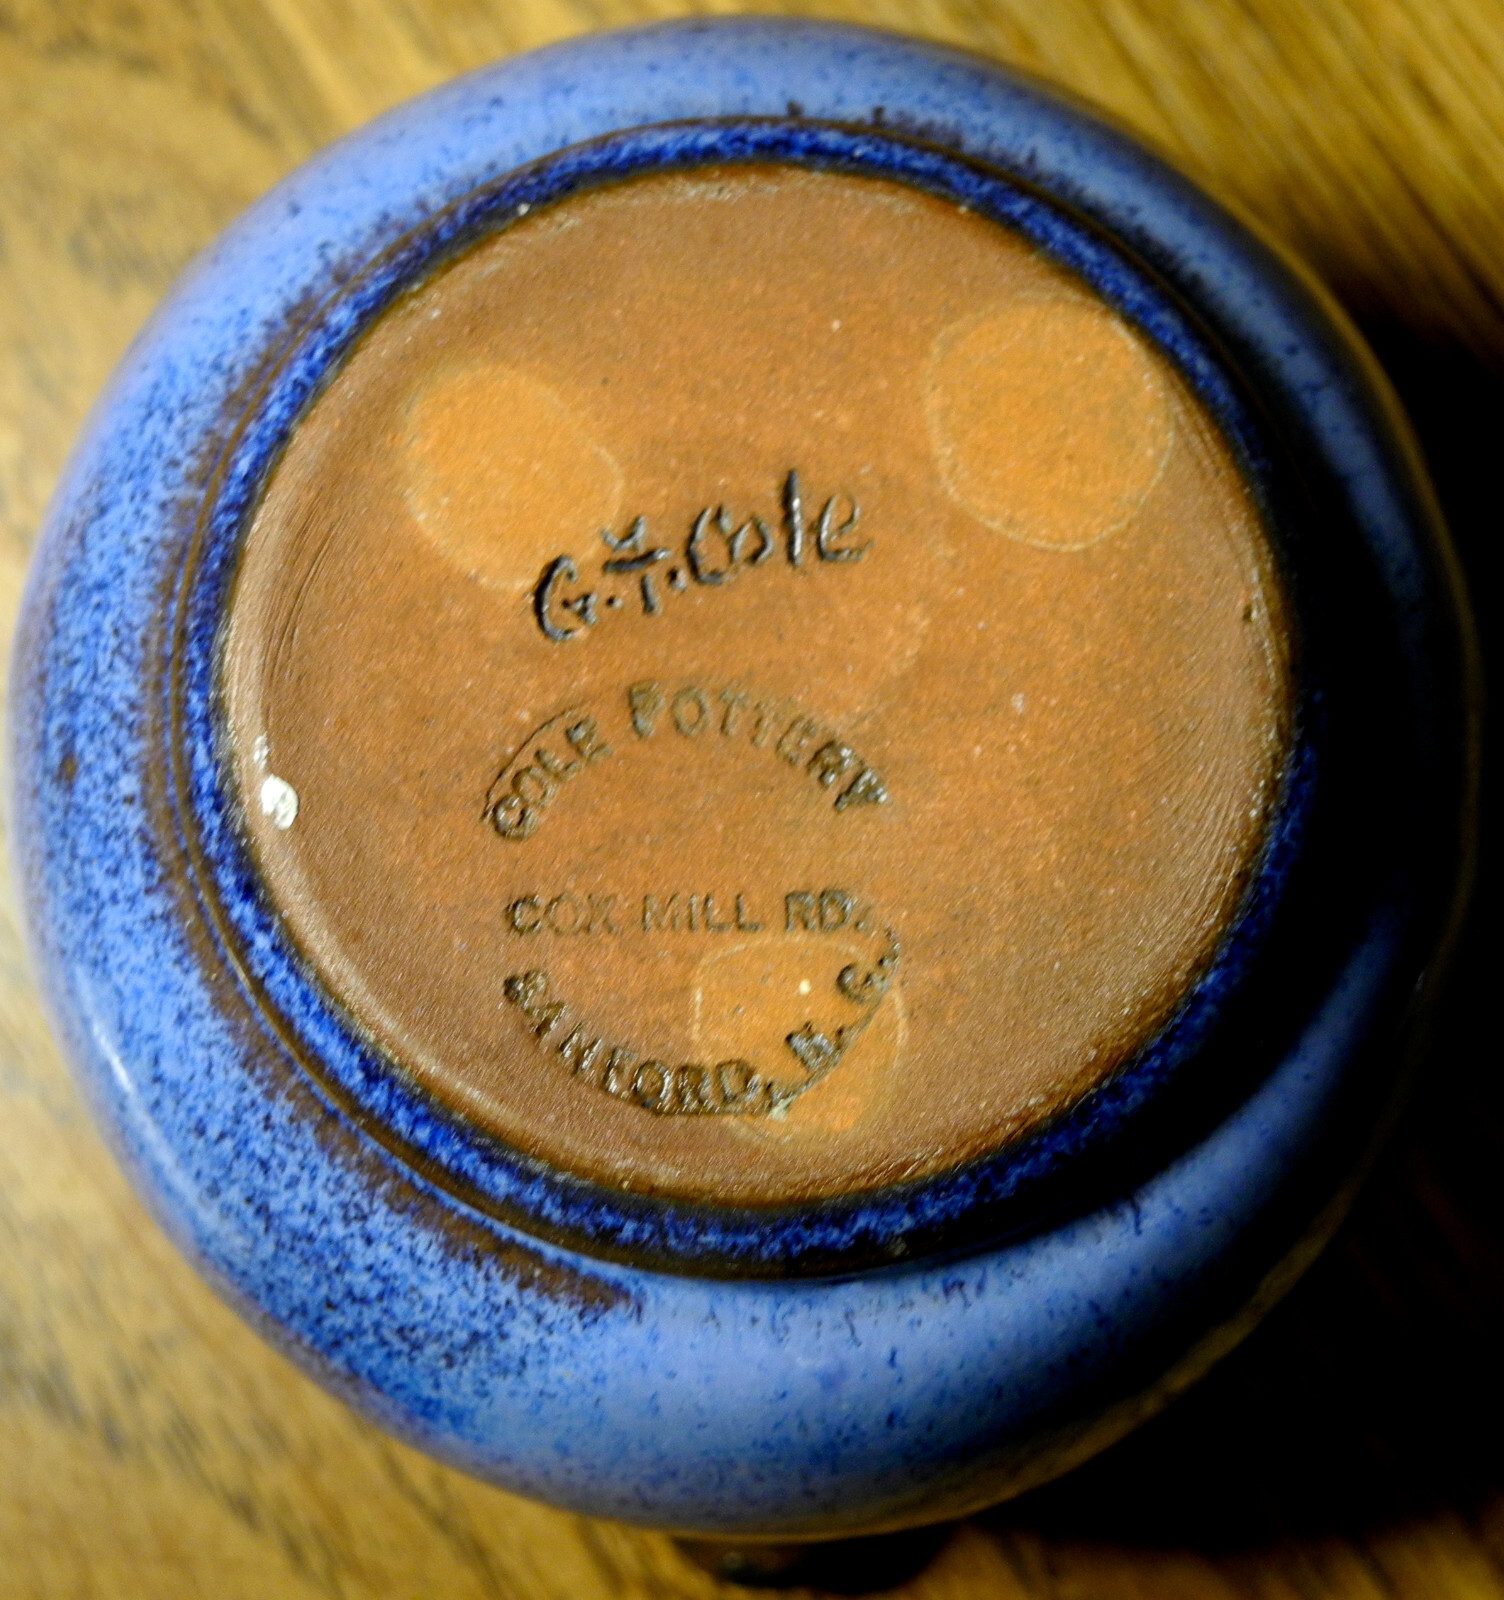 G.F.Cole
COLE POTTERY
COX MILL RD.
SANFORD, N. C.